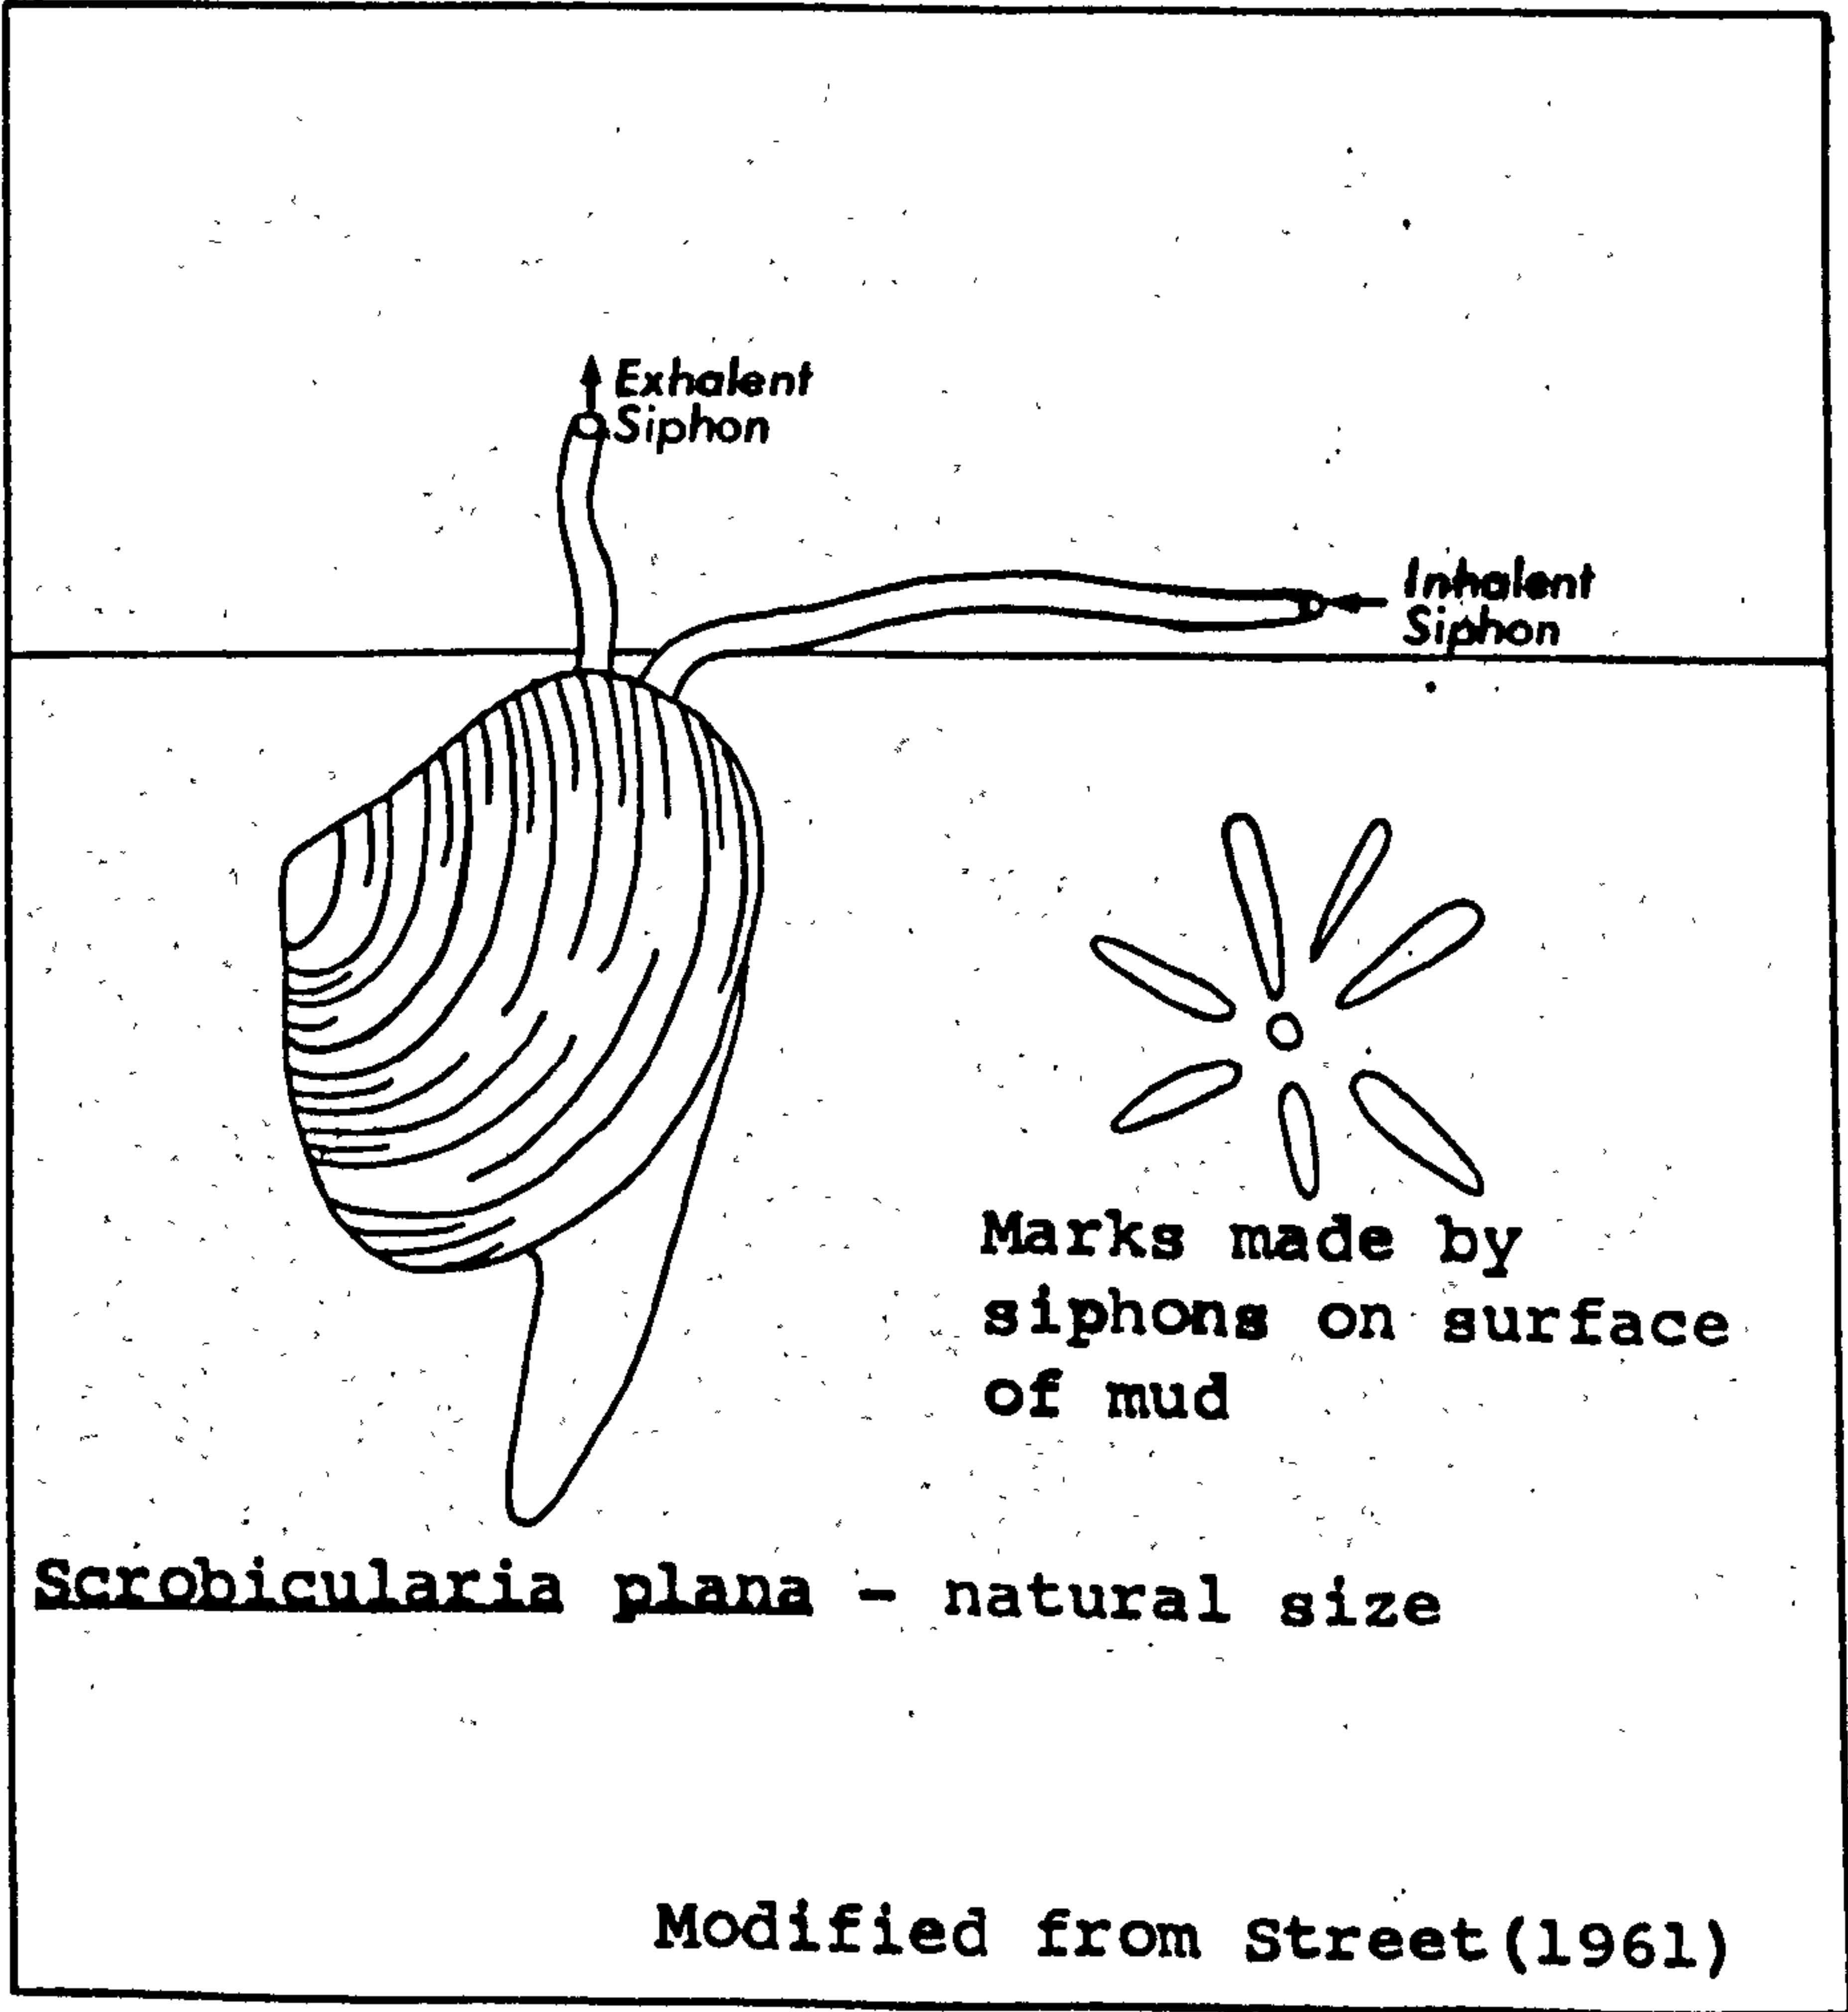 Exhalent
Siphon
Inhalent
Siphon
Marks made by
siphons on surface
of mud
Scrobicularia plana - natural size
Modified from Street(1961)